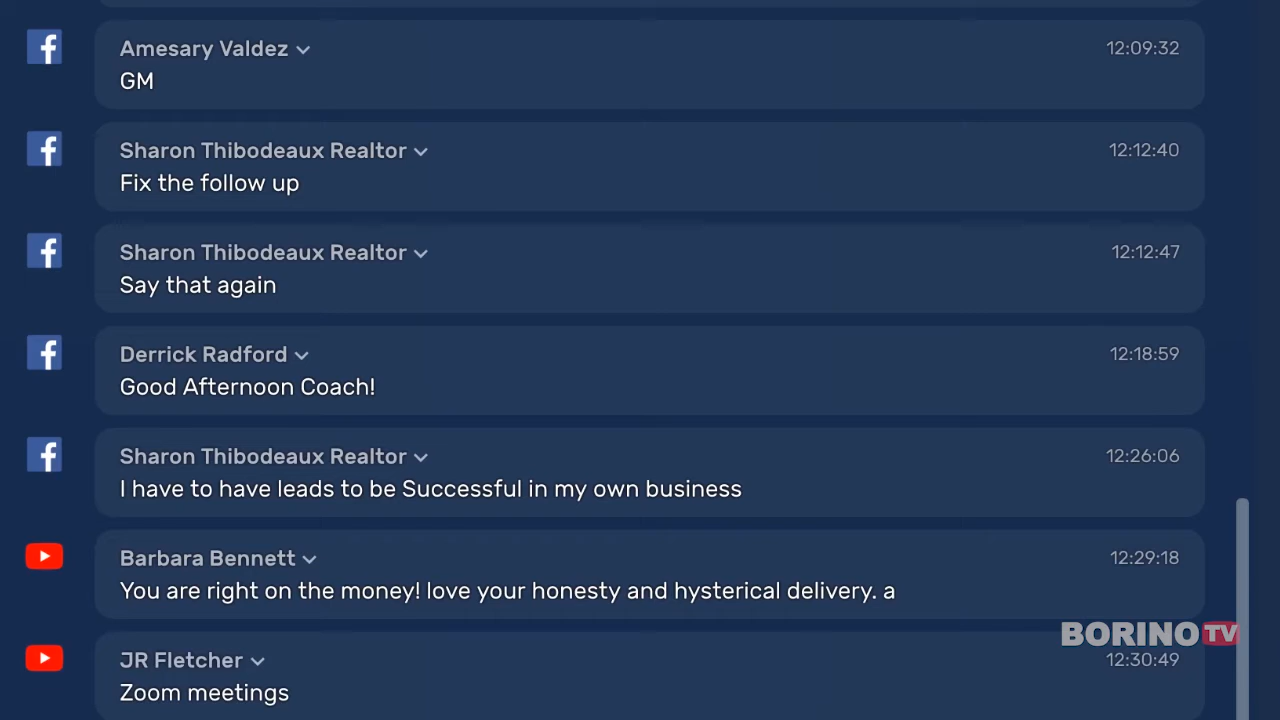 Amesary Valdez
12:09:32
GM
Sharon Thibodeaux Realtor
12:12:40
Fix the follow up
Sharon Thibodeaux Realtor
12:12:47
Say that again
Derrick Radford
12:18:59
Good Afternoon Coach!
Sharon Thibodeaux Realtor
12:26:06
I have to have leads to be Successful in my own business
Barbara Bennett
12:29:18
You are right on the money! love your honesty and hysterical delivery. a
BORINO TV
JR Fletcher
12:30:49
Zoom meetings